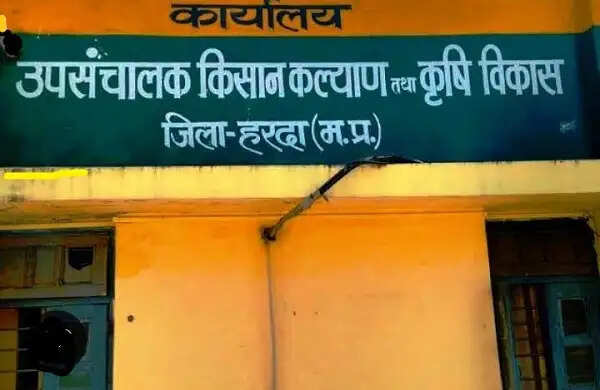 कार्यालय
उपसंचालक किसान कल्याण तथा कृषि विकास
जिला-हरदा (म.प्र.)